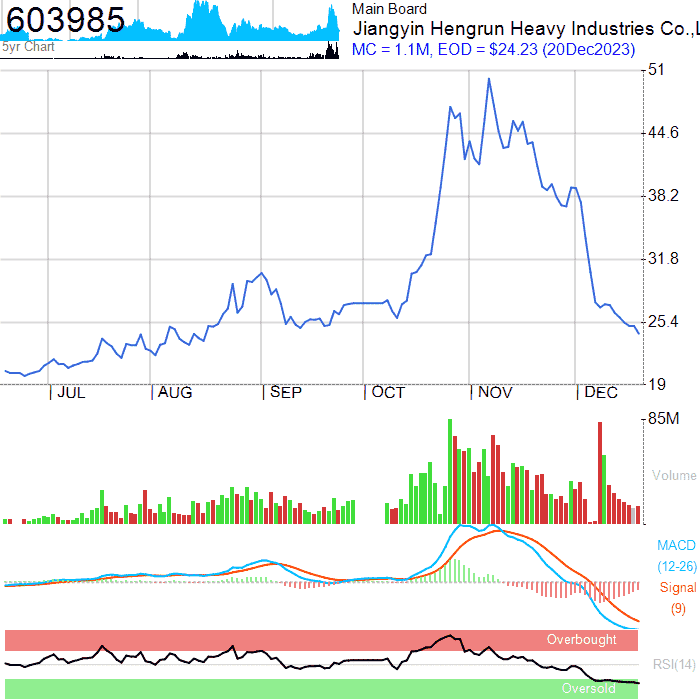 603985
5yr Chart
Main Board
Jiangyin Hengrun Heavy Industries Co.,L
MC = 1.1M, EOD = $24.23 (20Dec2023)
51
44.6
38.2
31.8
25.4
19
JUL AUG SEP OCT NOV DEC
85M
Volume
MACD
(12-26)
Signal
(9)
Overbought
RSI(14)
Oversold